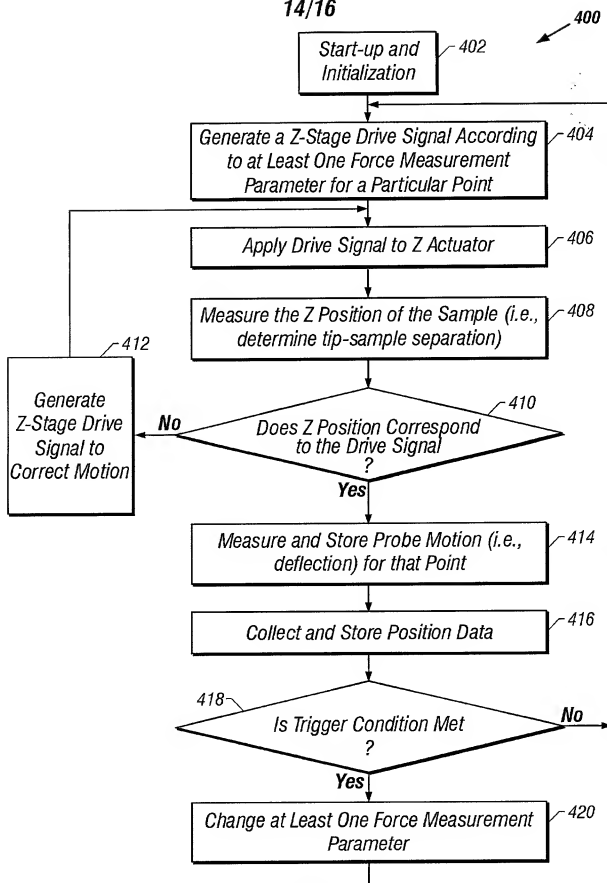 14/16
400
Start-up and
Initialization
402
Generate a Z-Stage Drive Signal According
to at Least One Force Measurement
Parameter for a Particular Point
404
Apply Drive Signal to Z Actuator
406
Measure the Z Position of the Sample (i.e.,
determine tip-sample separation)
408
412
Generate
Z-Stage Drive
Signal to
Correct Motion
No
410
Does Z Position Correspond
to the Drive Signal
?
Yes
Measure and Store Probe Motion (i.e.,
deflection) for that Point
414
Collect and Store Position Data
416
418
Is Trigger Condition Met
?
No
Yes
Change at Least One Force Measurement
Parameter
420